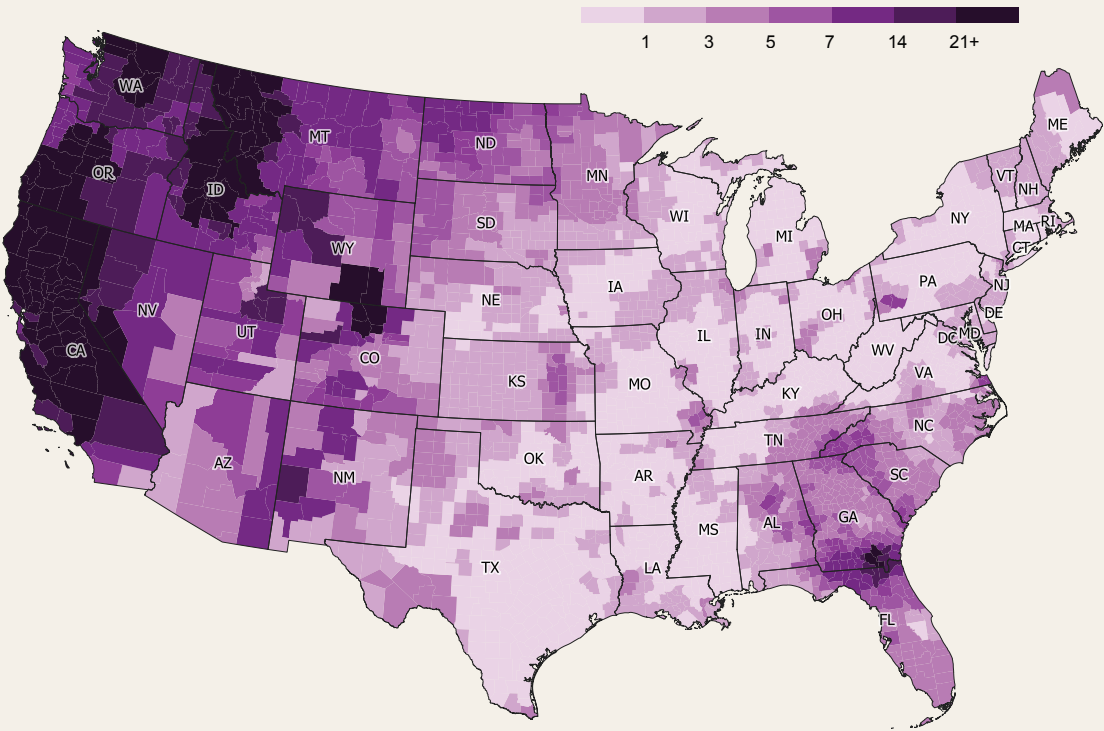 1 3 5 7 14 21+
WA
MT
ND
MN
ME
OR
ID
SD
WI
VT
NH
WY
MI
NY
MA
RI
CT
NV
UT
NE
IA
PA
NJ
CA
CO
IL
IN
OH
DE
DC
MD
KS
MO
WV
VA
KY
AZ
NM
OK
TN
NC
AR
SC
TX
MS
AL
GA
LA
FL